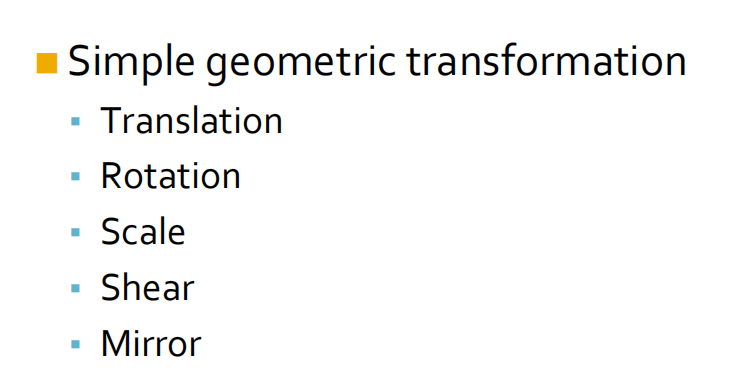 Simple geometric transformation
Translation
Rotation
Scale
Shear
Mirror